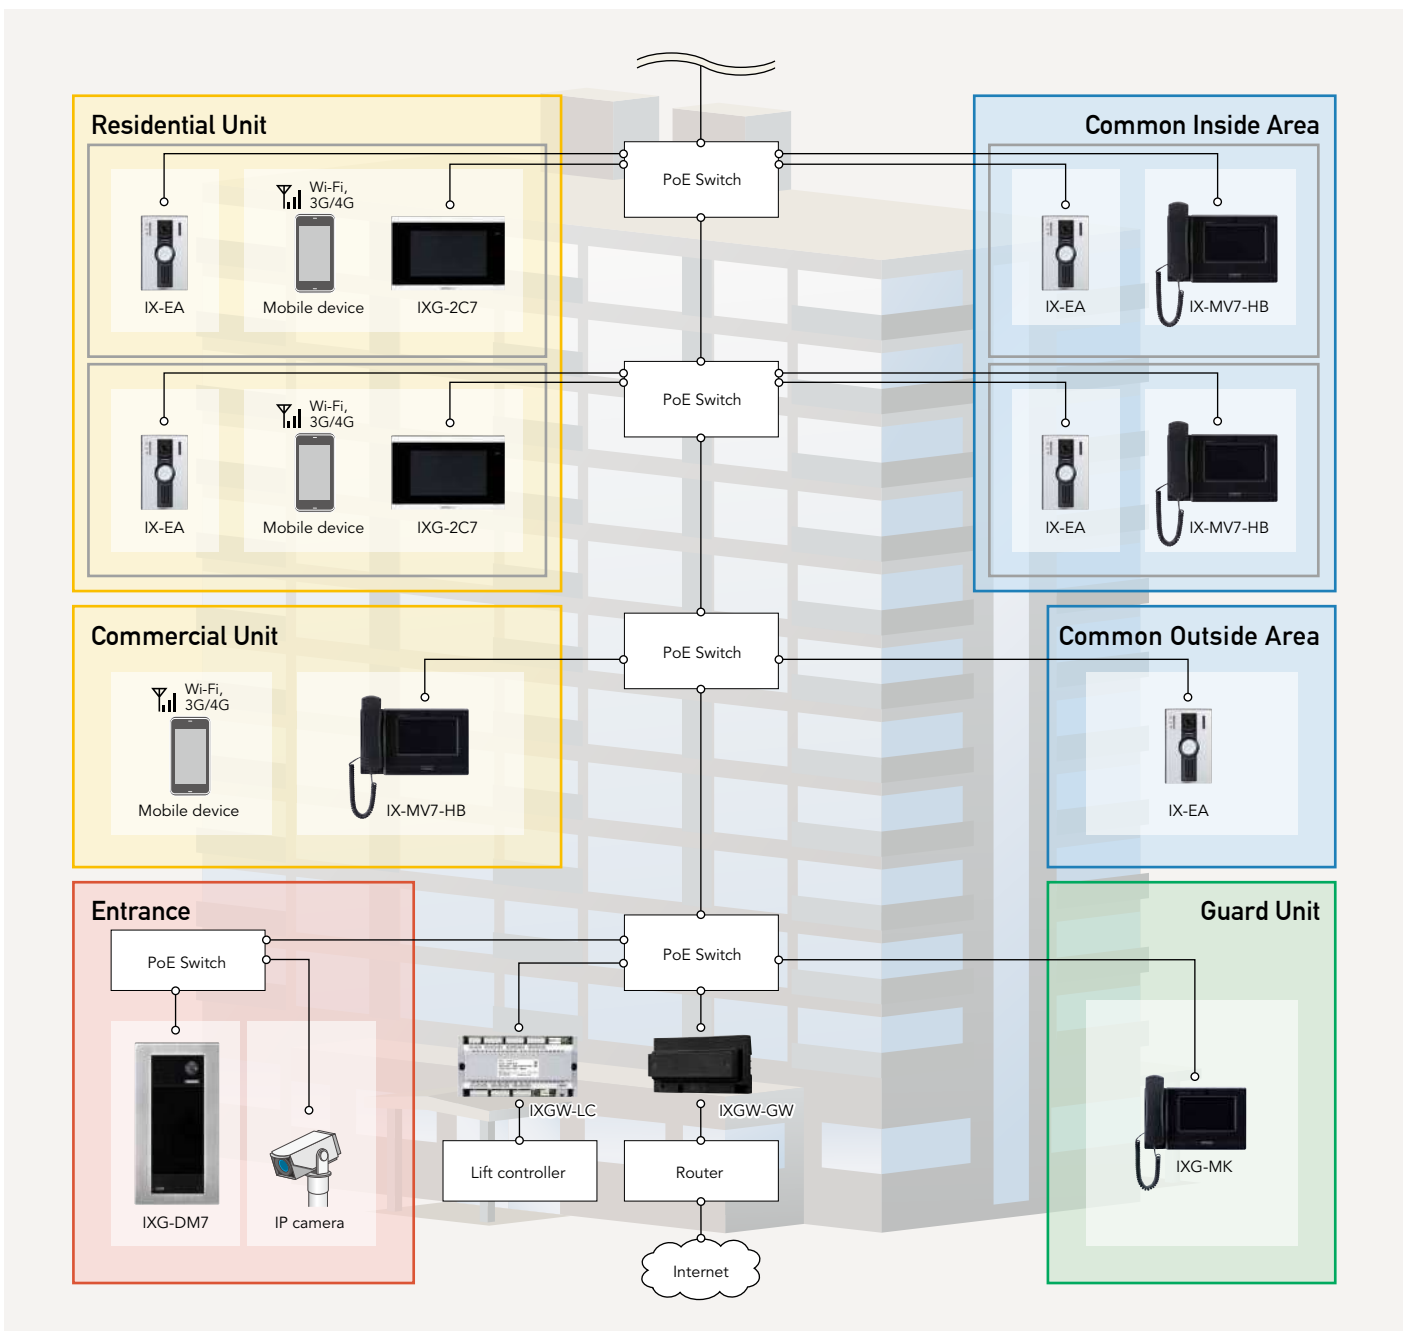 Residential Unit
Common Inside Area
PoE Switch
Wi-Fi,
3G/4G
IX-EA
Mobile device
IXG-2C7
IX-EA
IX-MV7-HB
PoE Switch
Wi-Fi,
3G/4G
IX-EA
Mobile device
IXG-2C7
IX-EA
IX-MV7-HB
Commercial Unit
PoE Switch
Common Outside Area
Wi-Fi,
3G/4G
Mobile device
IX-MV7-HB
IX-EA
Entrance
Guard Unit
PoE Switch
PoE Switch
IXGW-LC
IXGW-GW
Lift controller
Router
IXG-MK
IXG-DM7
IP camera
Internet